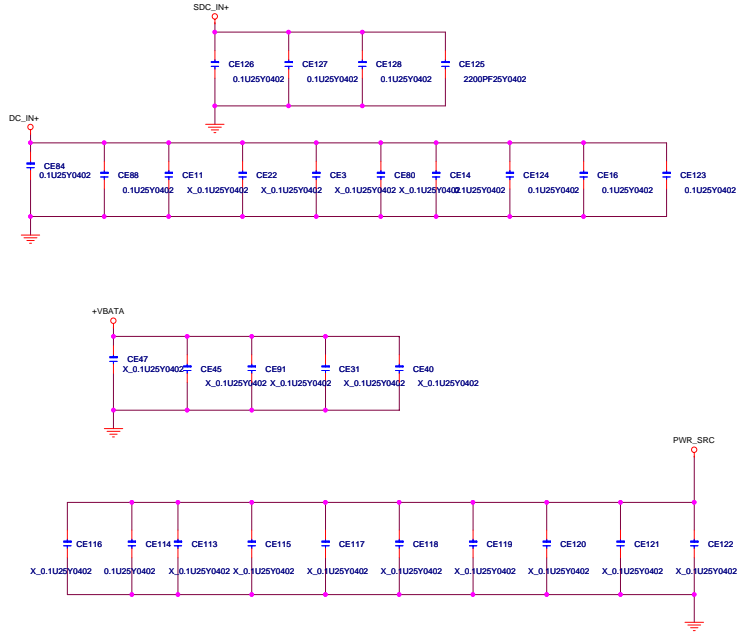 SDC_IN+
CE126 CE127 CE128 CE125
0.1U25Y0402 0.1U25Y0402 0.1U25Y0402 2200PF25Y0402
DC_IN+
CE84 CE88 CE11 CE22 CE3 CE80 CE14 CE124 CE16 CE123
0.1U25Y0402 0.1U25Y0402 X_0.1U25Y0402 X_0.1U25Y0402 X_0.1U25Y0402 X_0.1U25Y0402 0.1U25Y0402 0.1U25Y0402 0.1U25Y0402 0.1U25Y0402
+VBATA
CE47 CE45 CE91 CE31 CE40
X_0.1U25Y0402 X_0.1U25Y0402 X_0.1U25Y0402 X_0.1U25Y0402 X_0.1U25Y0402
PWR_SRC
CE116 CE114 CE113 CE115 CE117 CE118 CE119 CE120 CE121 CE122
X_0.1U25Y0402 0.1U25Y0402 X_0.1U25Y0402 X_0.1U25Y0402 X_0.1U25Y0402 X_0.1U25Y0402 X_0.1U25Y0402 X_0.1U25Y0402 X_0.1U25Y0402 X_0.1U25Y0402